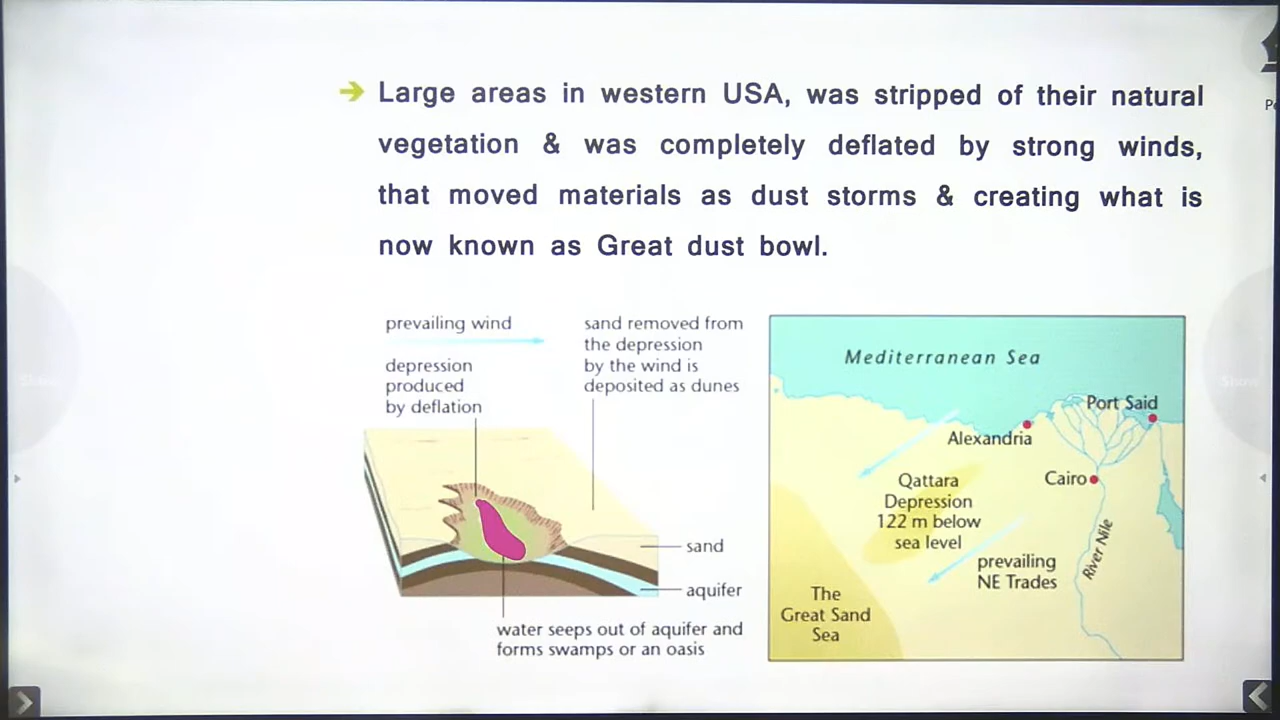 Large areas in western USA, was stripped of their natural
vegetation & was completely deflated by strong winds,
that moved materials as dust storms & creating what is
now known as Great dust bowl.
prevailing wind
depression
produced
by deflation
sand removed from
the depression
by the wind is
deposited as dunes
sand
aquifer
water seeps out of aquifer and
forms swamps or an oasis
Mediterranean Sea
Port Said
Alexandria
Cairo
Qattara
Depression
122 m below
sea level
prevailing
NE Trades
River Nile
The
Great Sand
Sea
Show
Show